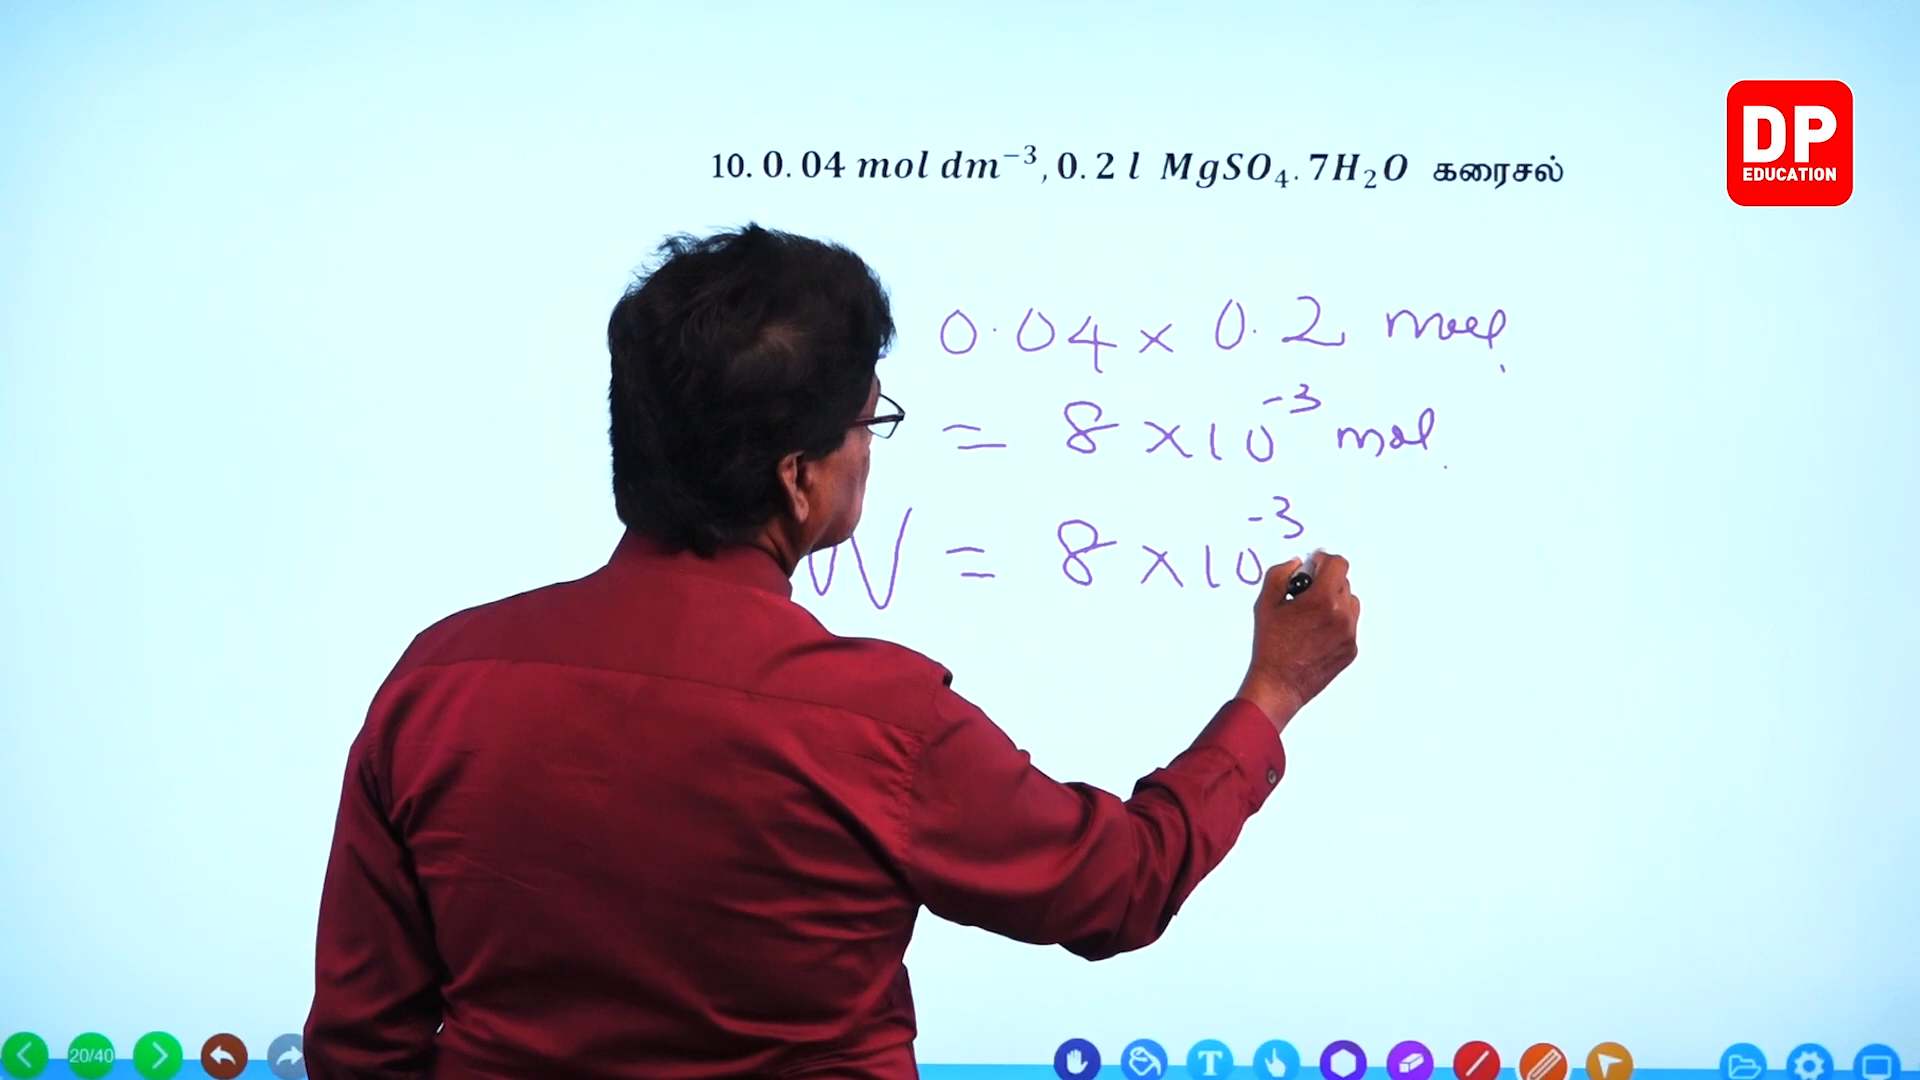 DP
EDUCATION
10. 0.04 mol dm⁻³, 0.2 l MgSO₄. 7H₂O கரைசல்
0.04 × 0.2 mol
= 8 × 10⁻³ mol.
W = 8 × 10⁻³
20/40
T